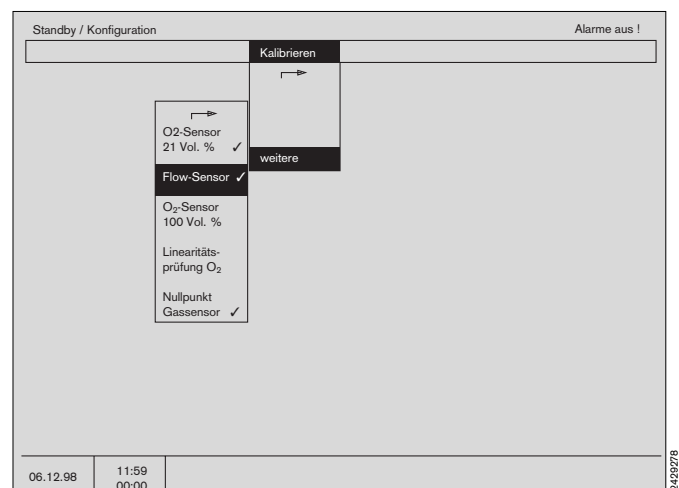 Standby / Konfiguration
Alarme aus !
Kalibrieren
O2-Sensor
21 Vol. % ✓
weitere
Flow-Sensor ✓
O₂-Sensor
100 Vol. %
Linearitäts-
prüfung O₂
Nullpunkt
Gassensor ✓
06.12.98
11:59
00:00
2429278